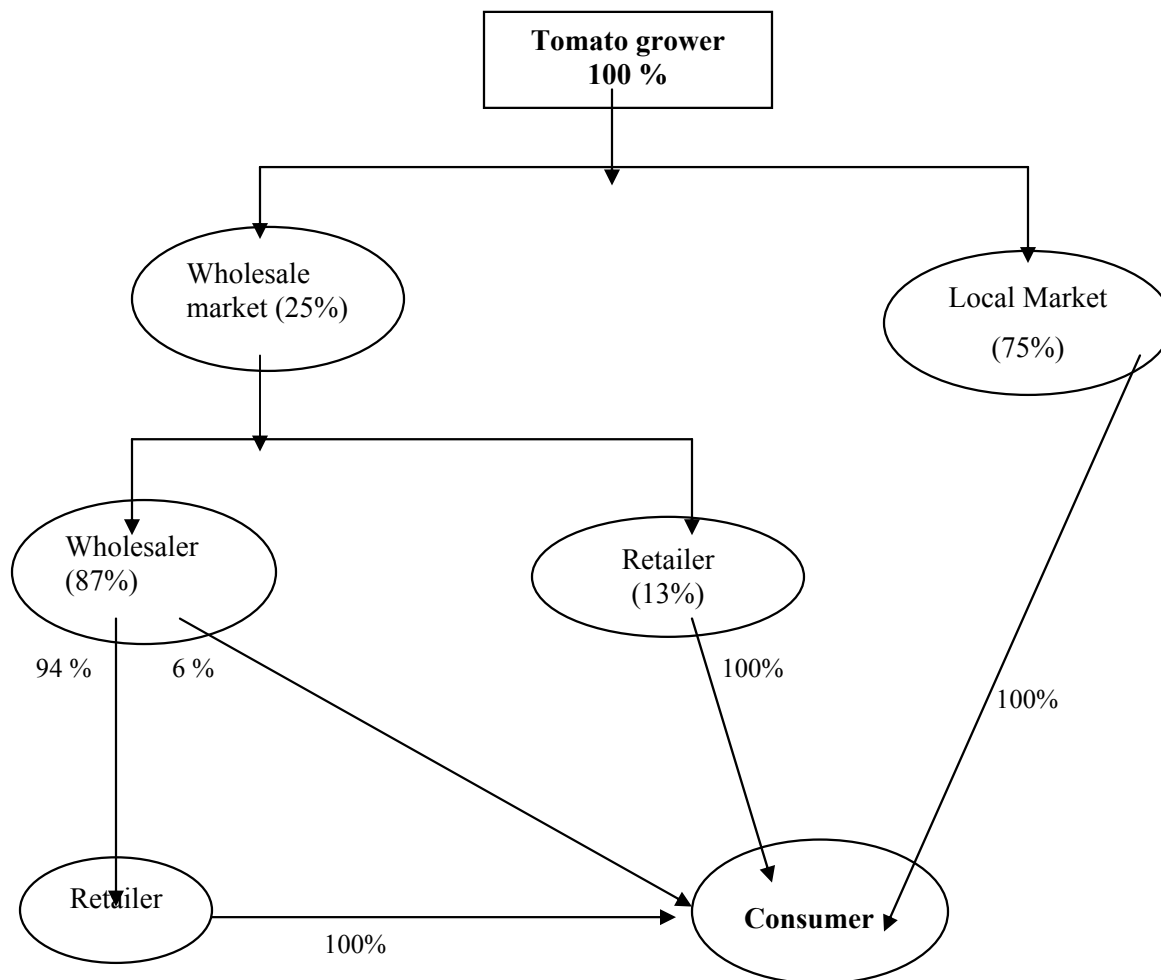 Tomato grower
100 %
Wholesale
market (25%)
Local Market
(75%)
Wholesaler
(87%)
Retailer
(13%)
94 %
6 %
100%
100%
Retailer
100%
Consumer